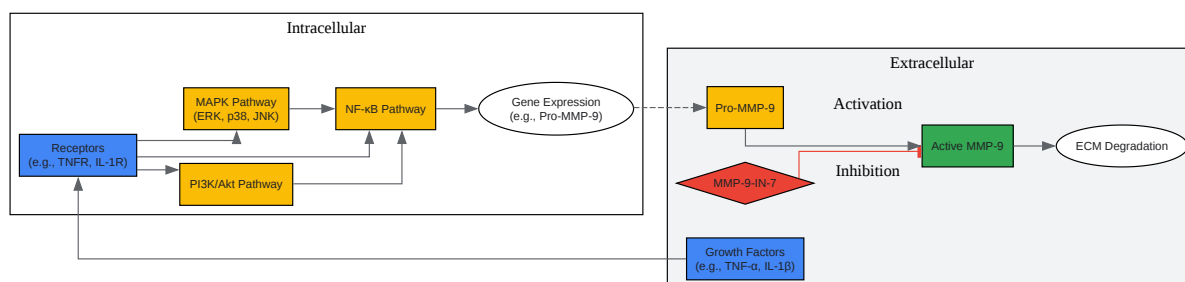 Intracellular
MAPK Pathway
(ERK, p38, JNK)
NF-κB Pathway
Gene Expression
(e.g., Pro-MMP-9)
Receptors
(e.g., TNFR, IL-1R)
PI3K/Akt Pathway
Extracellular
Pro-MMP-9
Activation
Active MMP-9
ECM Degradation
MMP-9-IN-7
Inhibition
Growth Factors
(e.g., TNF-α, IL-1β)